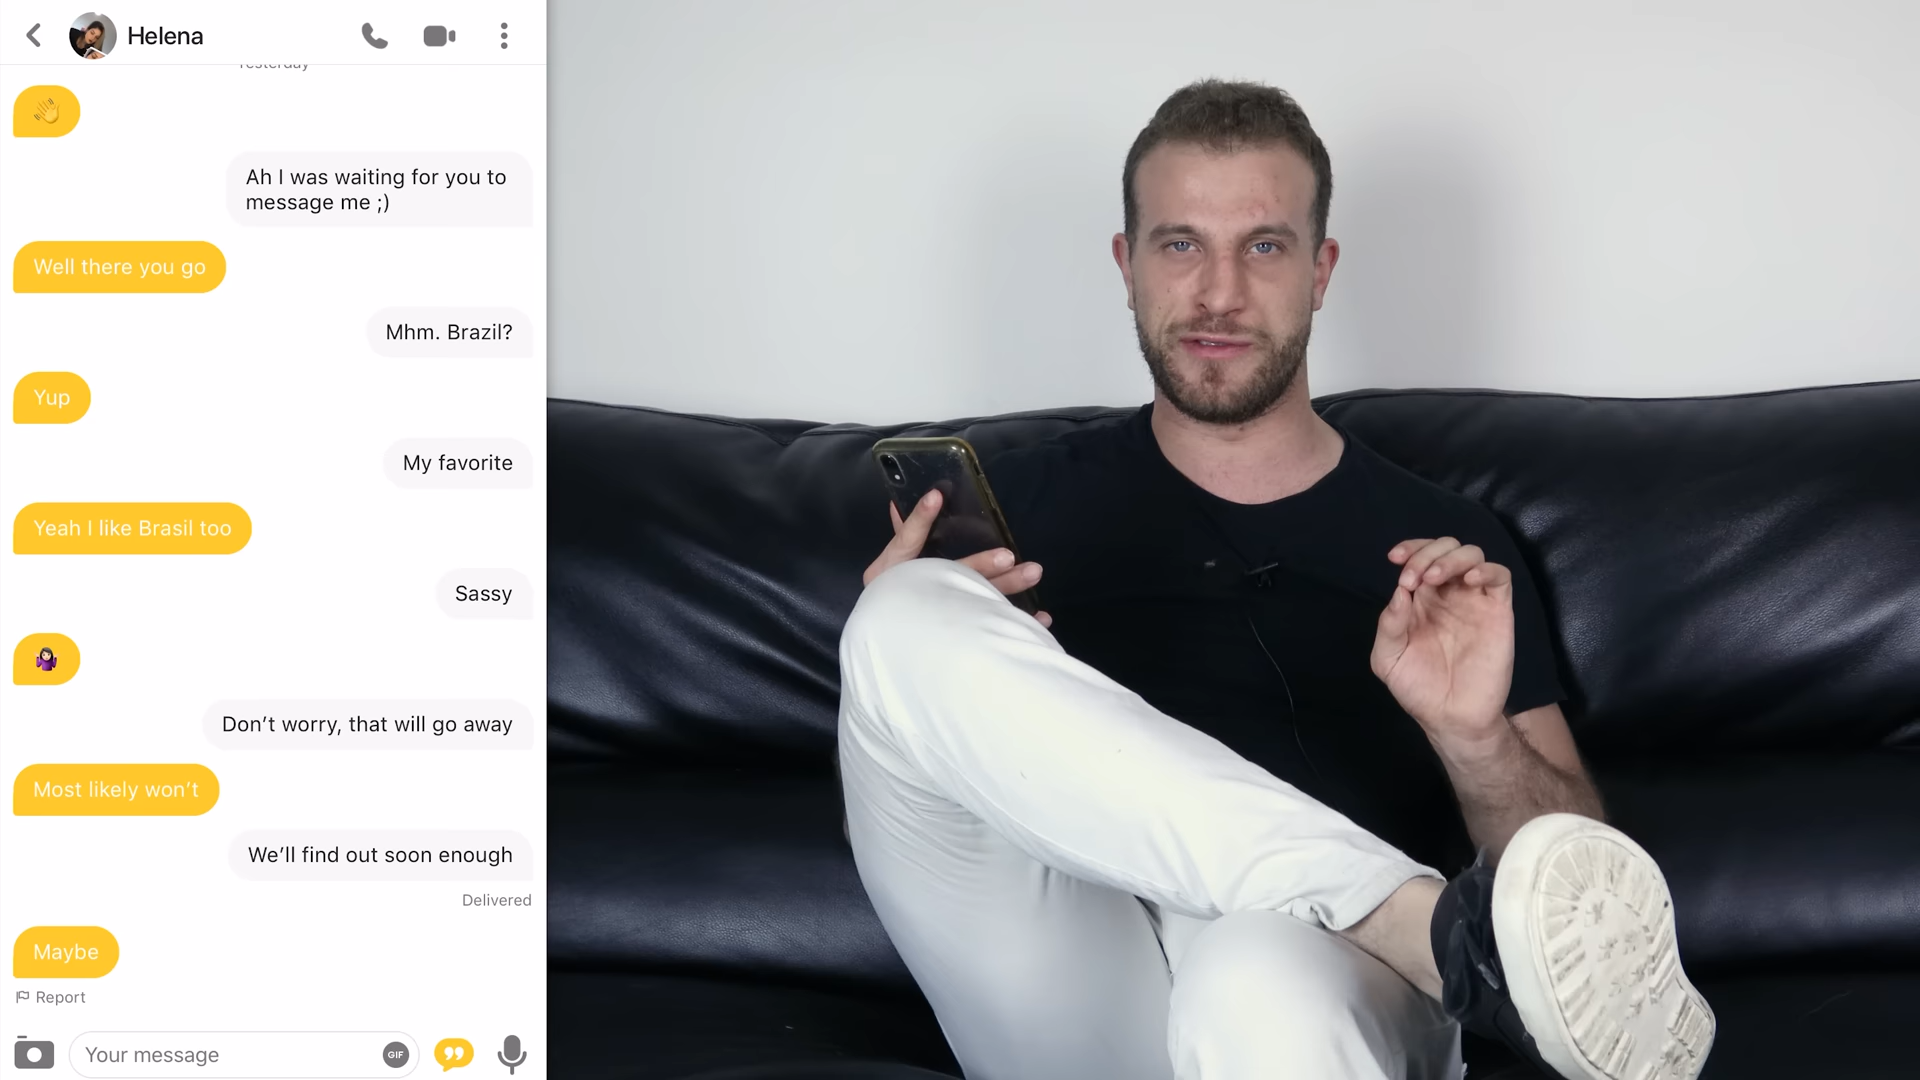 Helena
Yesterday
Ah I was waiting for you to
message me ;)
Well there you go
Mhm. Brazil?
Yup
My favorite
Yeah I like Brasil too
Sassy
Don’t worry, that will go away
Most likely won’t
We’ll find out soon enough
Delivered
Maybe
Report
Your message
GIF